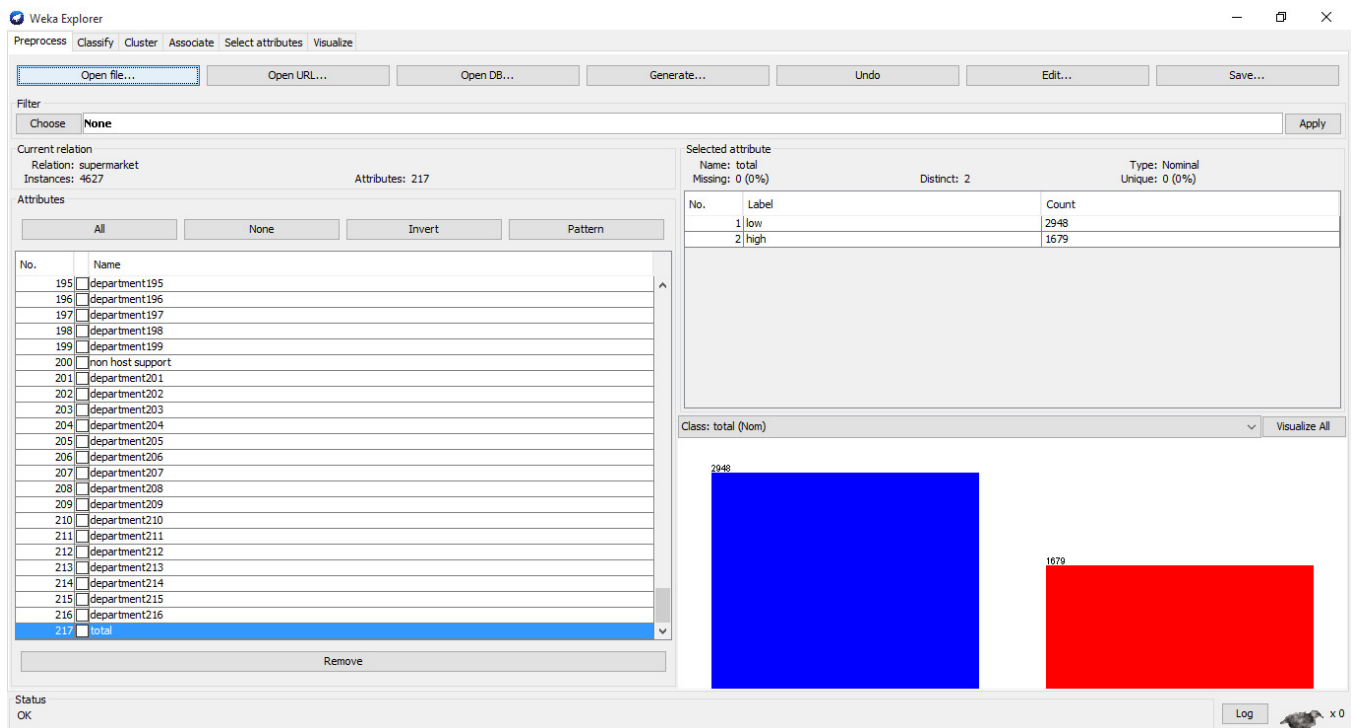 Weka Explorer
Preprocess Classify Cluster Associate Select attributes Visualize
Open file... Open URL... Open DB... Generate... Undo Edit... Save...
Filter
Choose None Apply
Current relation
Relation: supermarket
Instances: 4627 Attributes: 217
Attributes
All None Invert Pattern
No. Name
195 department195
196 department196
197 department197
198 department198
199 department199
200 non host support
201 department201
202 department202
203 department203
204 department204
205 department205
206 department206
207 department207
208 department208
209 department209
210 department210
211 department211
212 department212
213 department213
214 department214
215 department215
216 department216
217 total
Remove
Selected attribute
Name: total Type: Nominal
Missing: 0 (0%) Distinct: 2 Unique: 0 (0%)
No. Label Count
1 low 2948
2 high 1679
Class: total (Nom) Visualize All
2948
1679
Status
OK
Log x 0